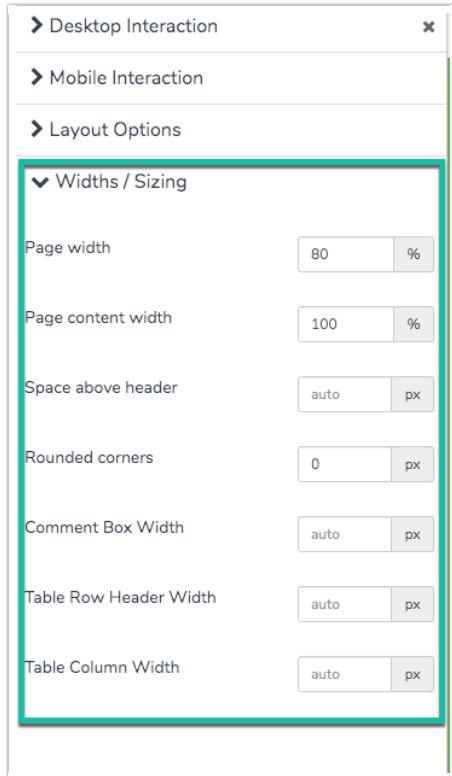 Desktop Interaction
Mobile Interaction
Layout Options
Widths / Sizing
Page width 80 %
Page content width 100 %
Space above header auto px
Rounded corners 0 px
Comment Box Width auto px
Table Row Header Width auto px
Table Column Width auto px